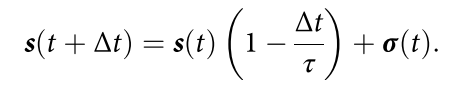 s(t + Δt) = s(t) (1 − Δt/τ) + σ(t).